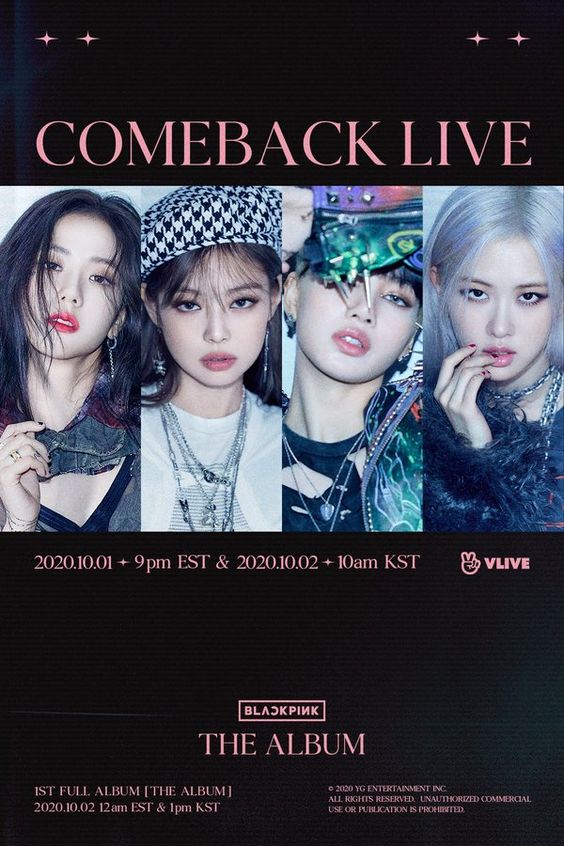 COMEBACK LIVE
2020.10.01 ✦ 9pm EST & 2020.10.02 ✦ 10am KST
VLIVE
BLACKPINK
THE ALBUM
1ST FULL ALBUM [THE ALBUM]
2020.10.02 12am EST & 1pm KST
© 2020 YG ENTERTAINMENT INC.
ALL RIGHTS RESERVED. UNAUTHORIZED COMMERCIAL
USE OR PUBLICATION IS PROHIBITED.